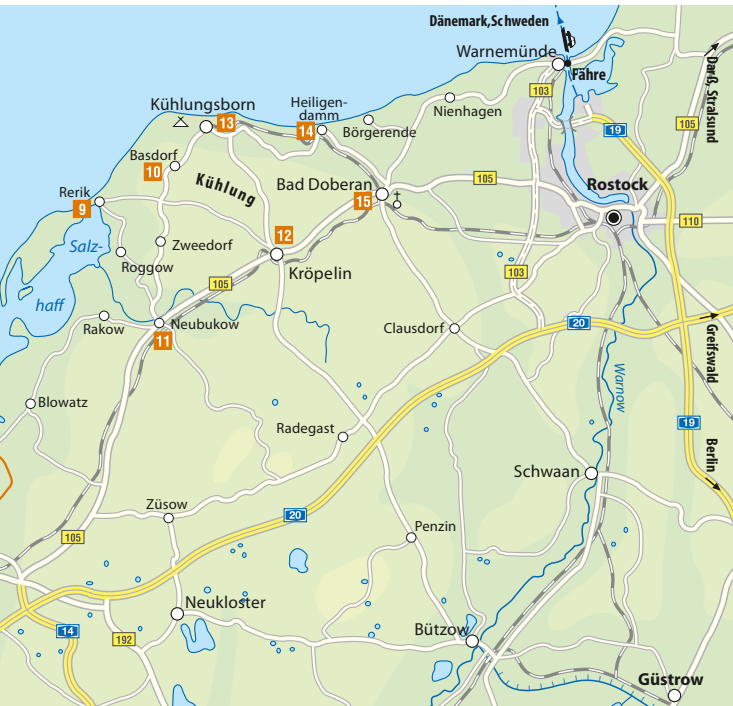 Dänemark, Schweden
Warnemünde
Fähre
103
Darß, Stralsund
Kühlungsborn
13
Heiligen-
damm
14
Börgerende
Nienhagen
19
105
Basdorf
10
Kühlung
Bad Doberan
15
105
Rostock
Rerik
9
110
12
Salz-
haff
Zweedorf
Roggow
Kröpelin
103
105
Rakow
Neubukow
11
Clausdorf
20
Greifswald
Warnow
Blowatz
Radegast
19
Berlin
Schwaan
Züsow
20
Penzin
105
Neukloster
14
192
Bützow
Güstrow